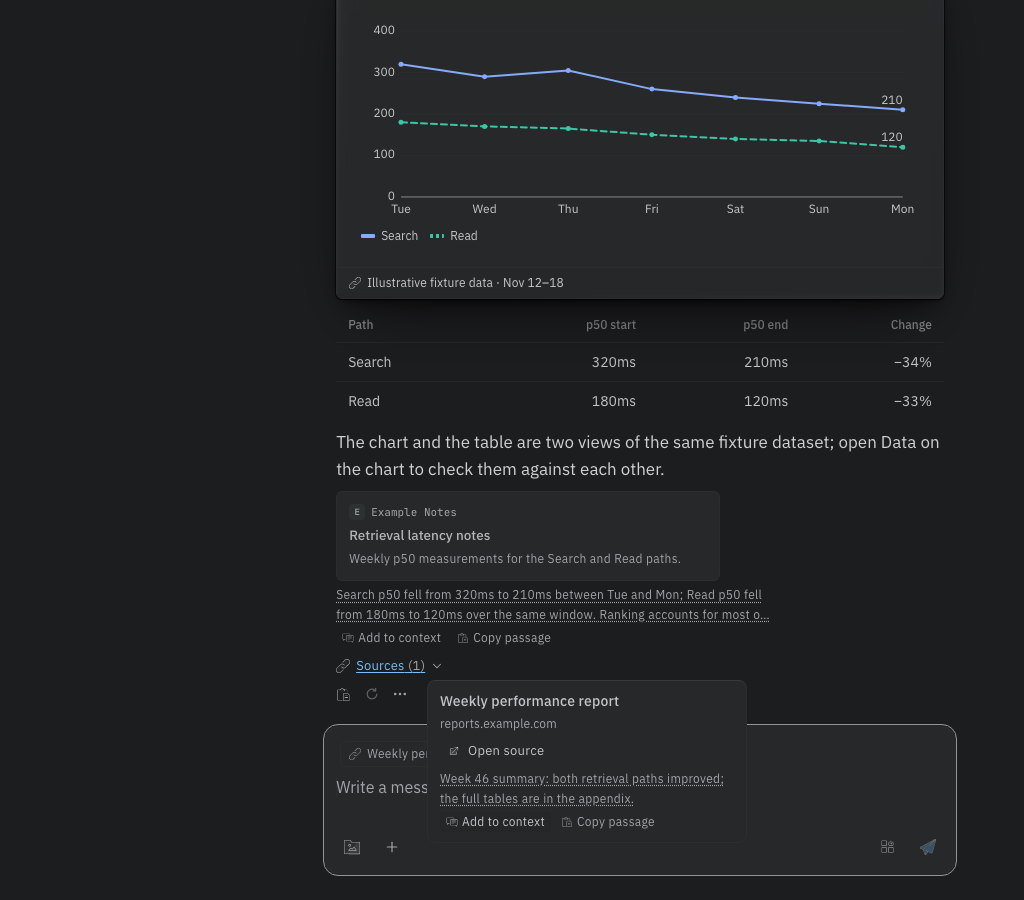 400
300
200
100
0
210
120
Tue Wed Thu Fri Sat Sun Mon
Search Read
Illustrative fixture data · Nov 12–18
Path p50 start p50 end Change
Search 320ms 210ms −34%
Read 180ms 120ms −33%
The chart and the table are two views of the same fixture dataset; open Data on
the chart to check them against each other.
E Example Notes
Retrieval latency notes
Weekly p50 measurements for the Search and Read paths.
Search p50 fell from 320ms to 210ms between Tue and Mon; Read p50 fell
from 180ms to 120ms over the same window. Ranking accounts for most o…
Add to context Copy passage
Sources (1)
Weekly performance report
reports.example.com
Open source
Week 46 summary: both retrieval paths improved;
the full tables are in the appendix.
Add to context Copy passage
Weekly per
Write a mess